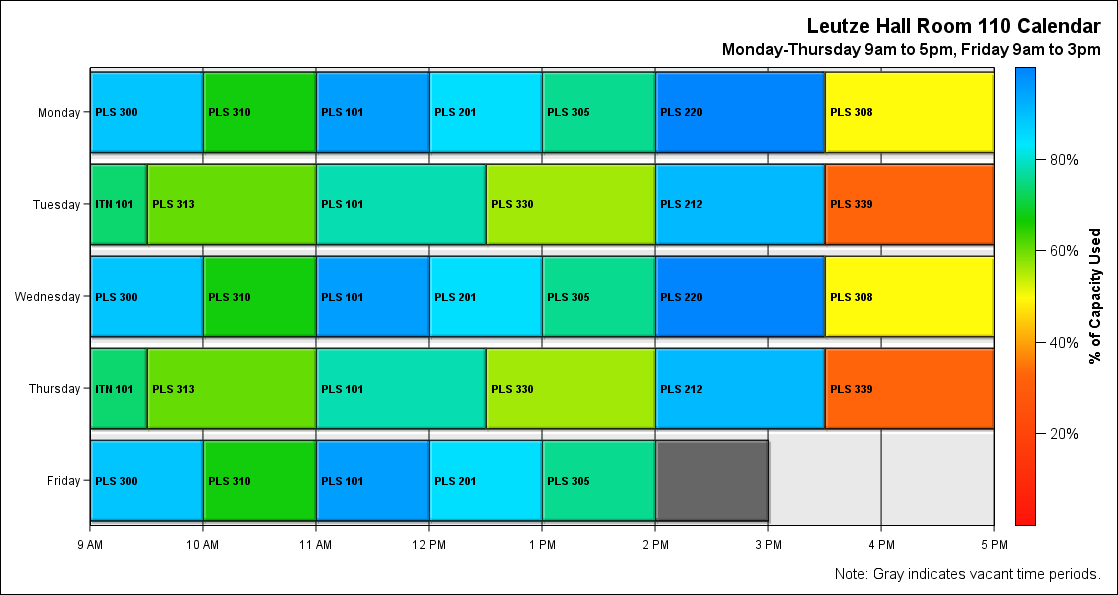 Leutze Hall Room 110 Calendar
Monday-Thursday 9am to 5pm, Friday 9am to 3pm
Monday
PLS 300 PLS 310 PLS 101 PLS 201 PLS 305 PLS 220 PLS 308
Tuesday
ITN 101 PLS 313 PLS 101 PLS 330 PLS 212 PLS 339
Wednesday
PLS 300 PLS 310 PLS 101 PLS 201 PLS 305 PLS 220 PLS 308
Thursday
ITN 101 PLS 313 PLS 101 PLS 330 PLS 212 PLS 339
Friday
PLS 300 PLS 310 PLS 101 PLS 201 PLS 305
9 AM 10 AM 11 AM 12 PM 1 PM 2 PM 3 PM 4 PM 5 PM
80%
60%
40%
20%
% of Capacity Used
Note: Gray indicates vacant time periods.